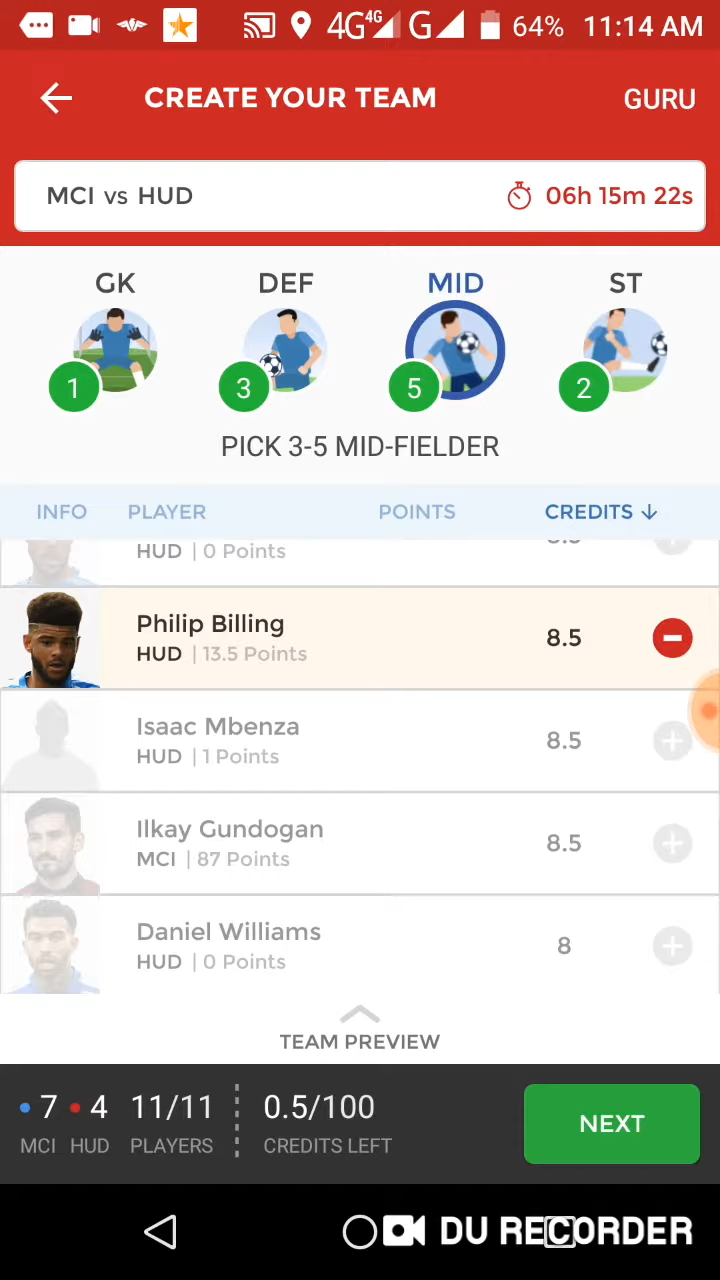 4G 4G G 64% 11:14 AM
CREATE YOUR TEAM GURU
MCI vs HUD 06h 15m 22s
GK DEF MID ST
1 3 5 2
PICK 3-5 MID-FIELDER
INFO PLAYER POINTS CREDITS ↓
HUD | 0 Points
Philip Billing
HUD | 13.5 Points 8.5
Isaac Mbenza
HUD | 1 Points 8.5
Ilkay Gundogan
MCI | 87 Points 8.5
Daniel Williams
HUD | 0 Points 8
TEAM PREVIEW
7 4 11/11 0.5/100 NEXT
MCI HUD PLAYERS CREDITS LEFT
DU RECORDER